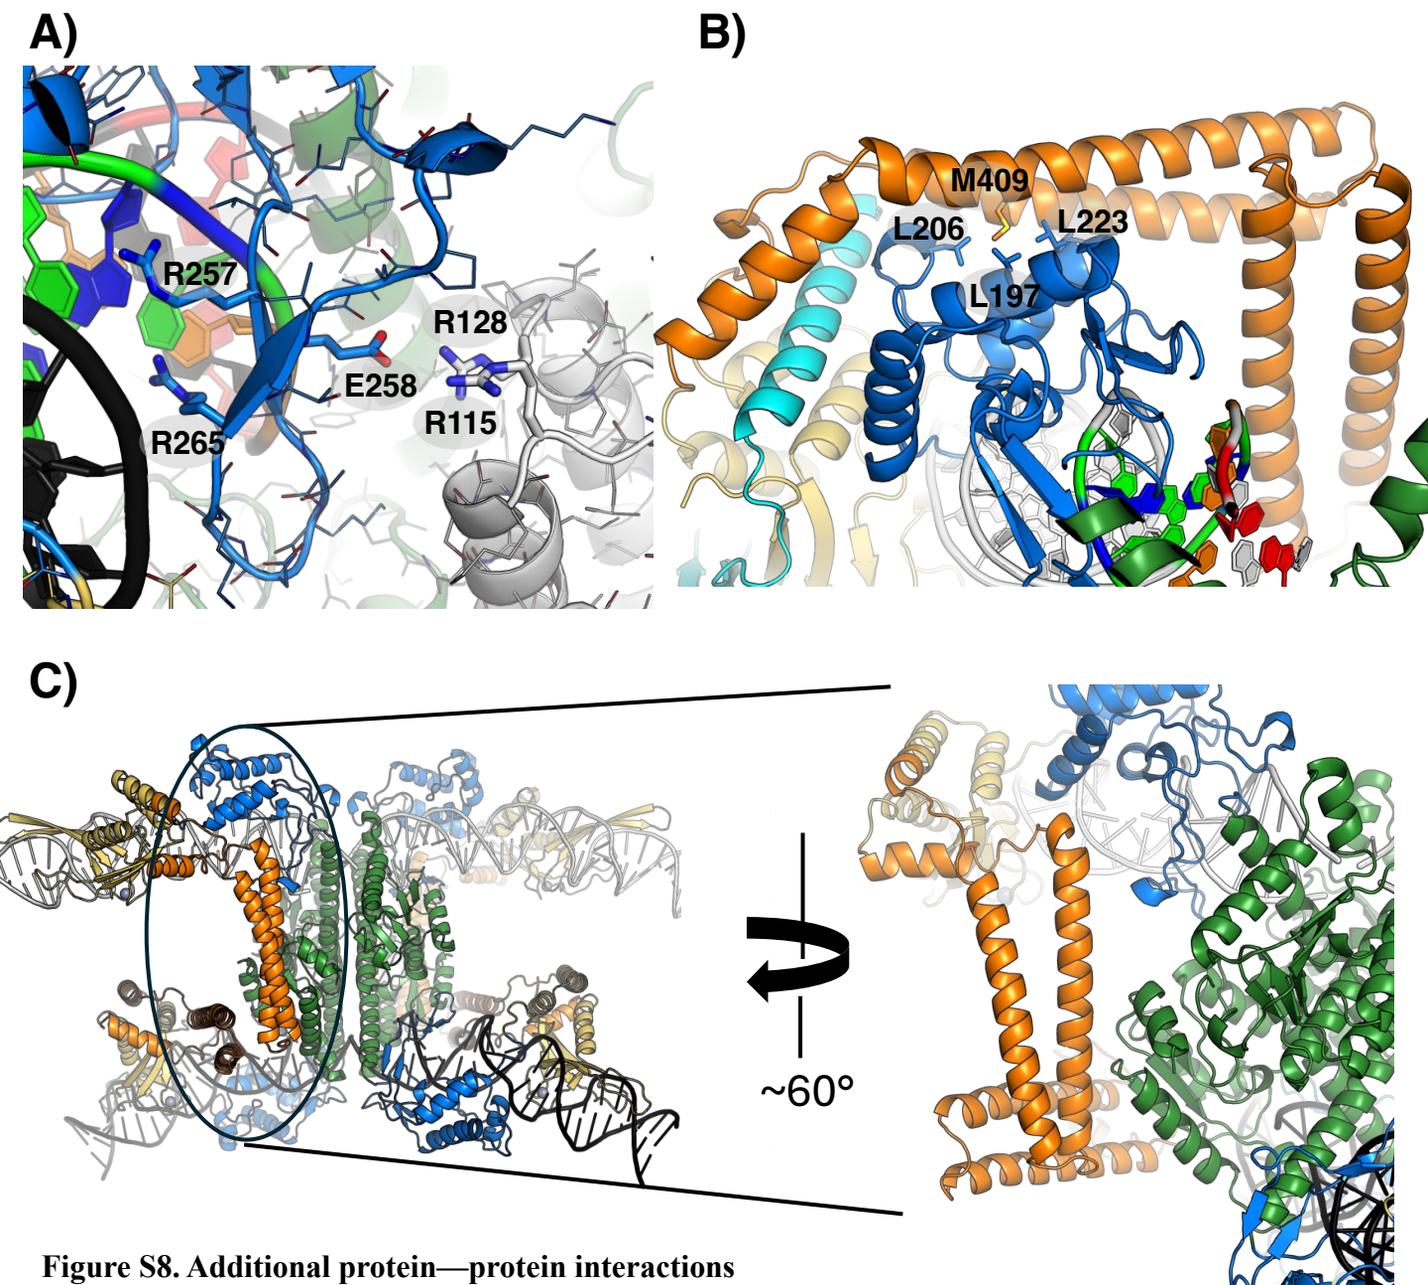 A)
B)
R257
R128
E258
R115
R265
M409
L206
L223
L197
C)
~60°
Figure S8. Additional protein—protein interactions